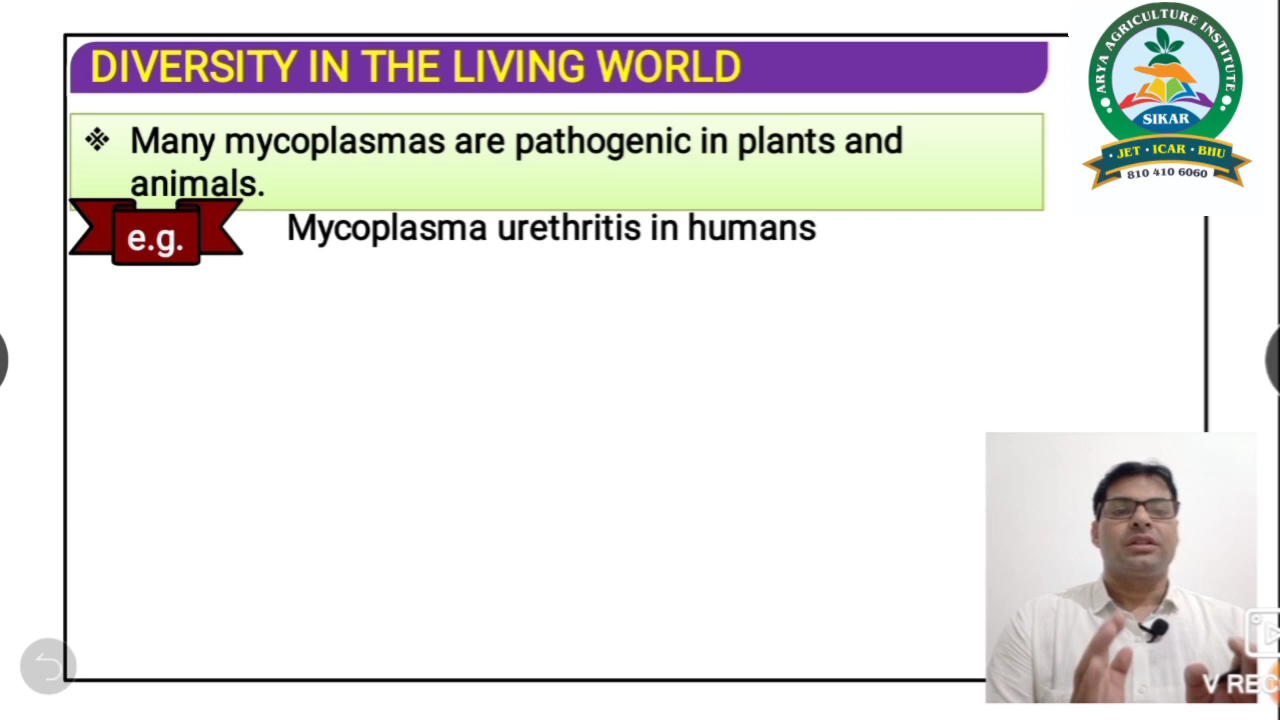 DIVERSITY IN THE LIVING WORLD
Many mycoplasmas are pathogenic in plants and
animals.
e.g.
Mycoplasma urethritis in humans
ARYA AGRICULTURE INSTITUTE
SIKAR
· JET · ICAR · BHU
810 410 6060
V REC